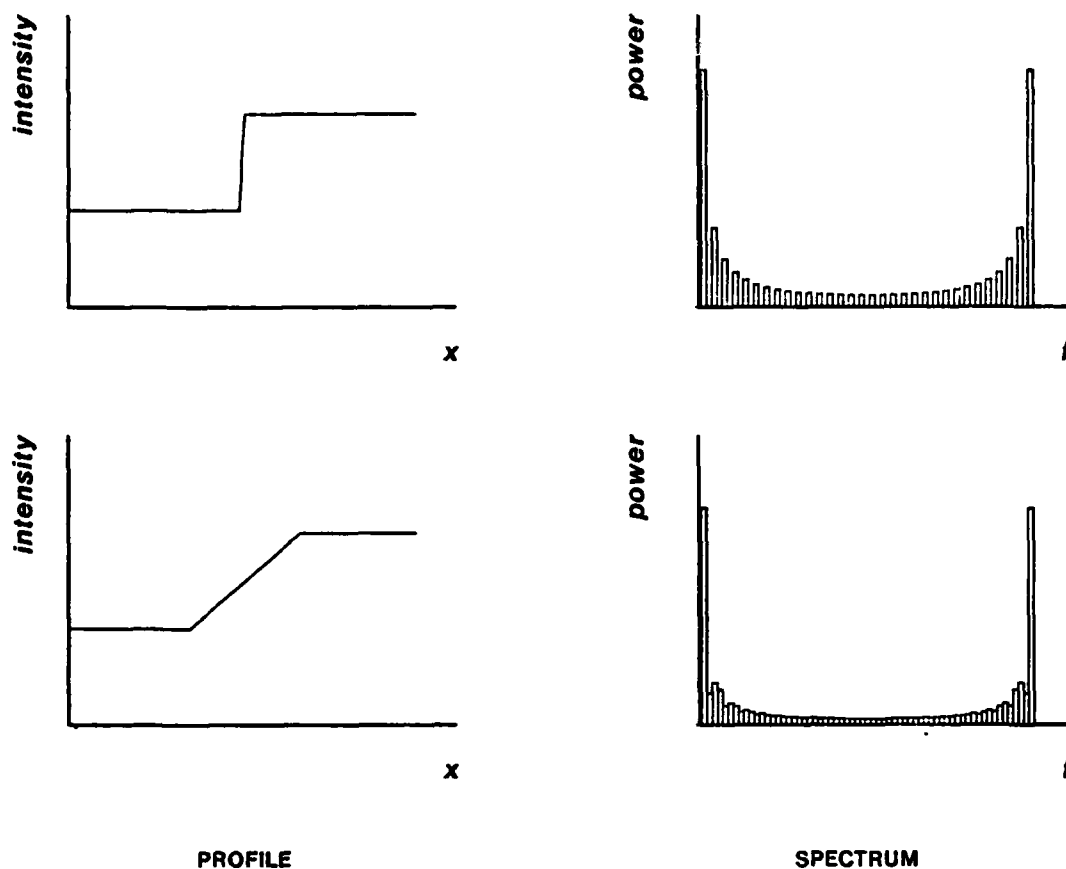 intensity
power
x
intensity
power
x
PROFILE
SPECTRUM